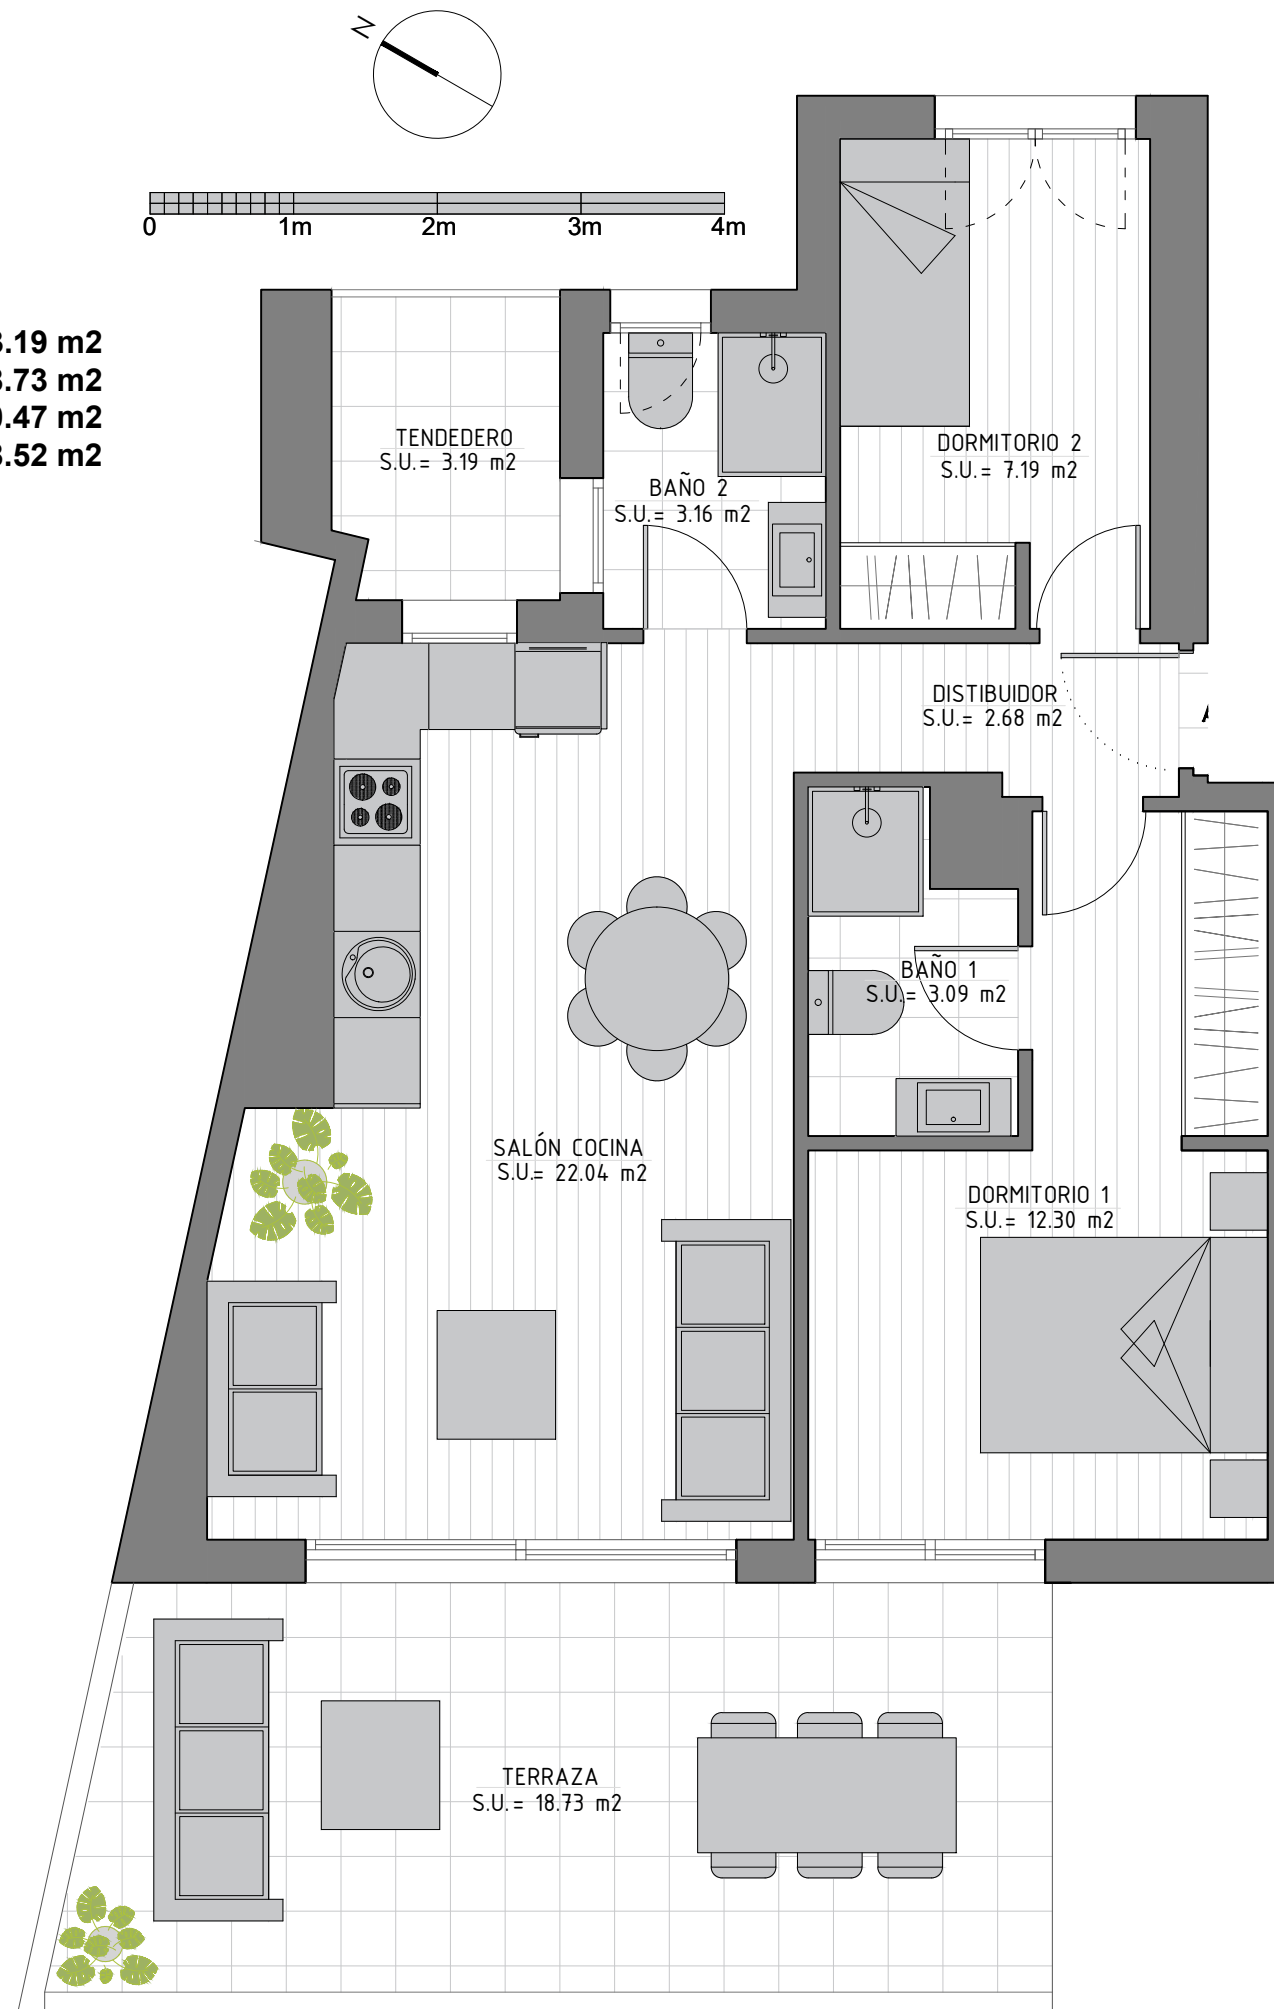 N
0 1m 2m 3m 4m
.19 m2
.73 m2
.47 m2
.52 m2
TENDEDERO
S.U.= 3.19 m2
BAÑO 2
S.U.= 3.16 m2
DORMITORIO 2
S.U.= 7.19 m2
DISTIBUIDOR
S.U.= 2.68 m2
BAÑO 1
S.U.= 3.09 m2
SALÓN COCINA
S.U.= 22.04 m2
DORMITORIO 1
S.U.= 12.30 m2
TERRAZA
S.U.= 18.73 m2